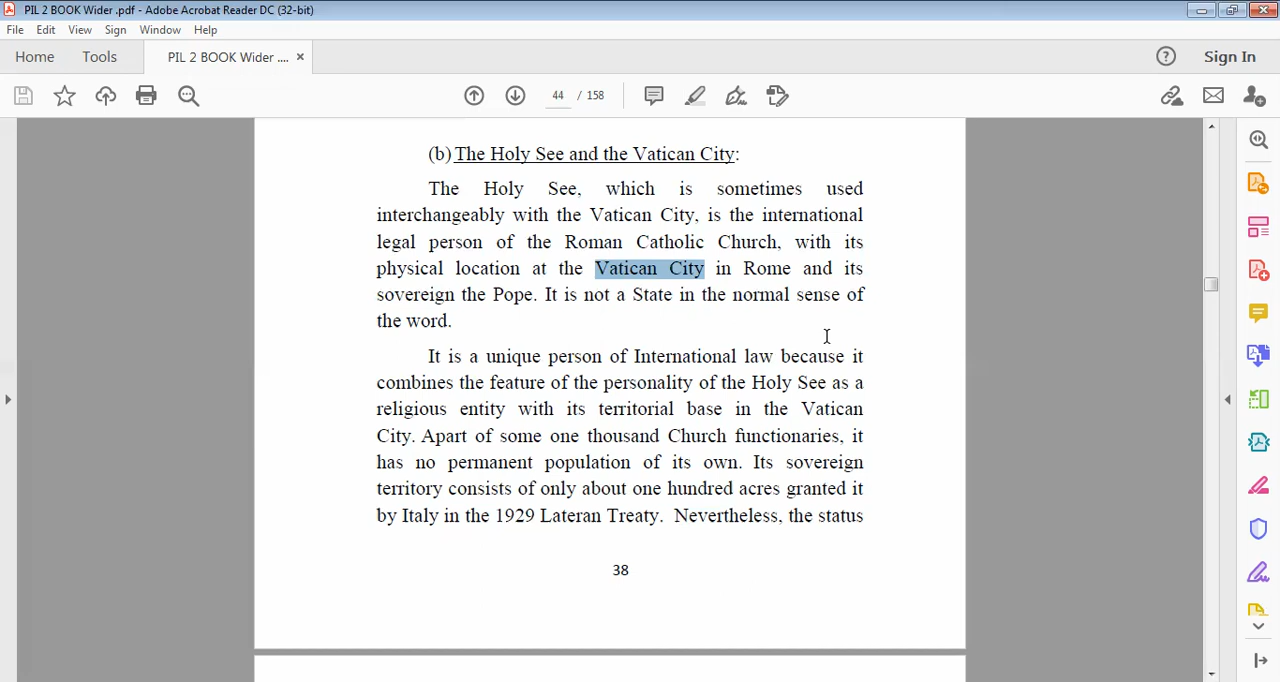 PIL 2 BOOK Wider .pdf - Adobe Acrobat Reader DC (32-bit)
File Edit View Sign Window Help
Home Tools PIL 2 BOOK Wider .... × Sign In
44 / 158
(b) The Holy See and the Vatican City:
The Holy See, which is sometimes used
interchangeably with the Vatican City, is the international
legal person of the Roman Catholic Church, with its
physical location at the Vatican City in Rome and its
sovereign the Pope. It is not a State in the normal sense of
the word.
It is a unique person of International law because it
combines the feature of the personality of the Holy See as a
religious entity with its territorial base in the Vatican
City. Apart of some one thousand Church functionaries, it
has no permanent population of its own. Its sovereign
territory consists of only about one hundred acres granted it
by Italy in the 1929 Lateran Treaty. Nevertheless, the status
38